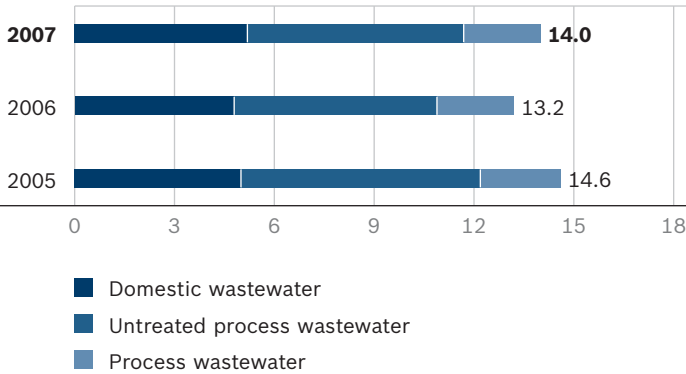 2007 14.0
2006 13.2
2005 14.6
0 3 6 9 12 15 18
Domestic wastewater
Untreated process wastewater
Process wastewater